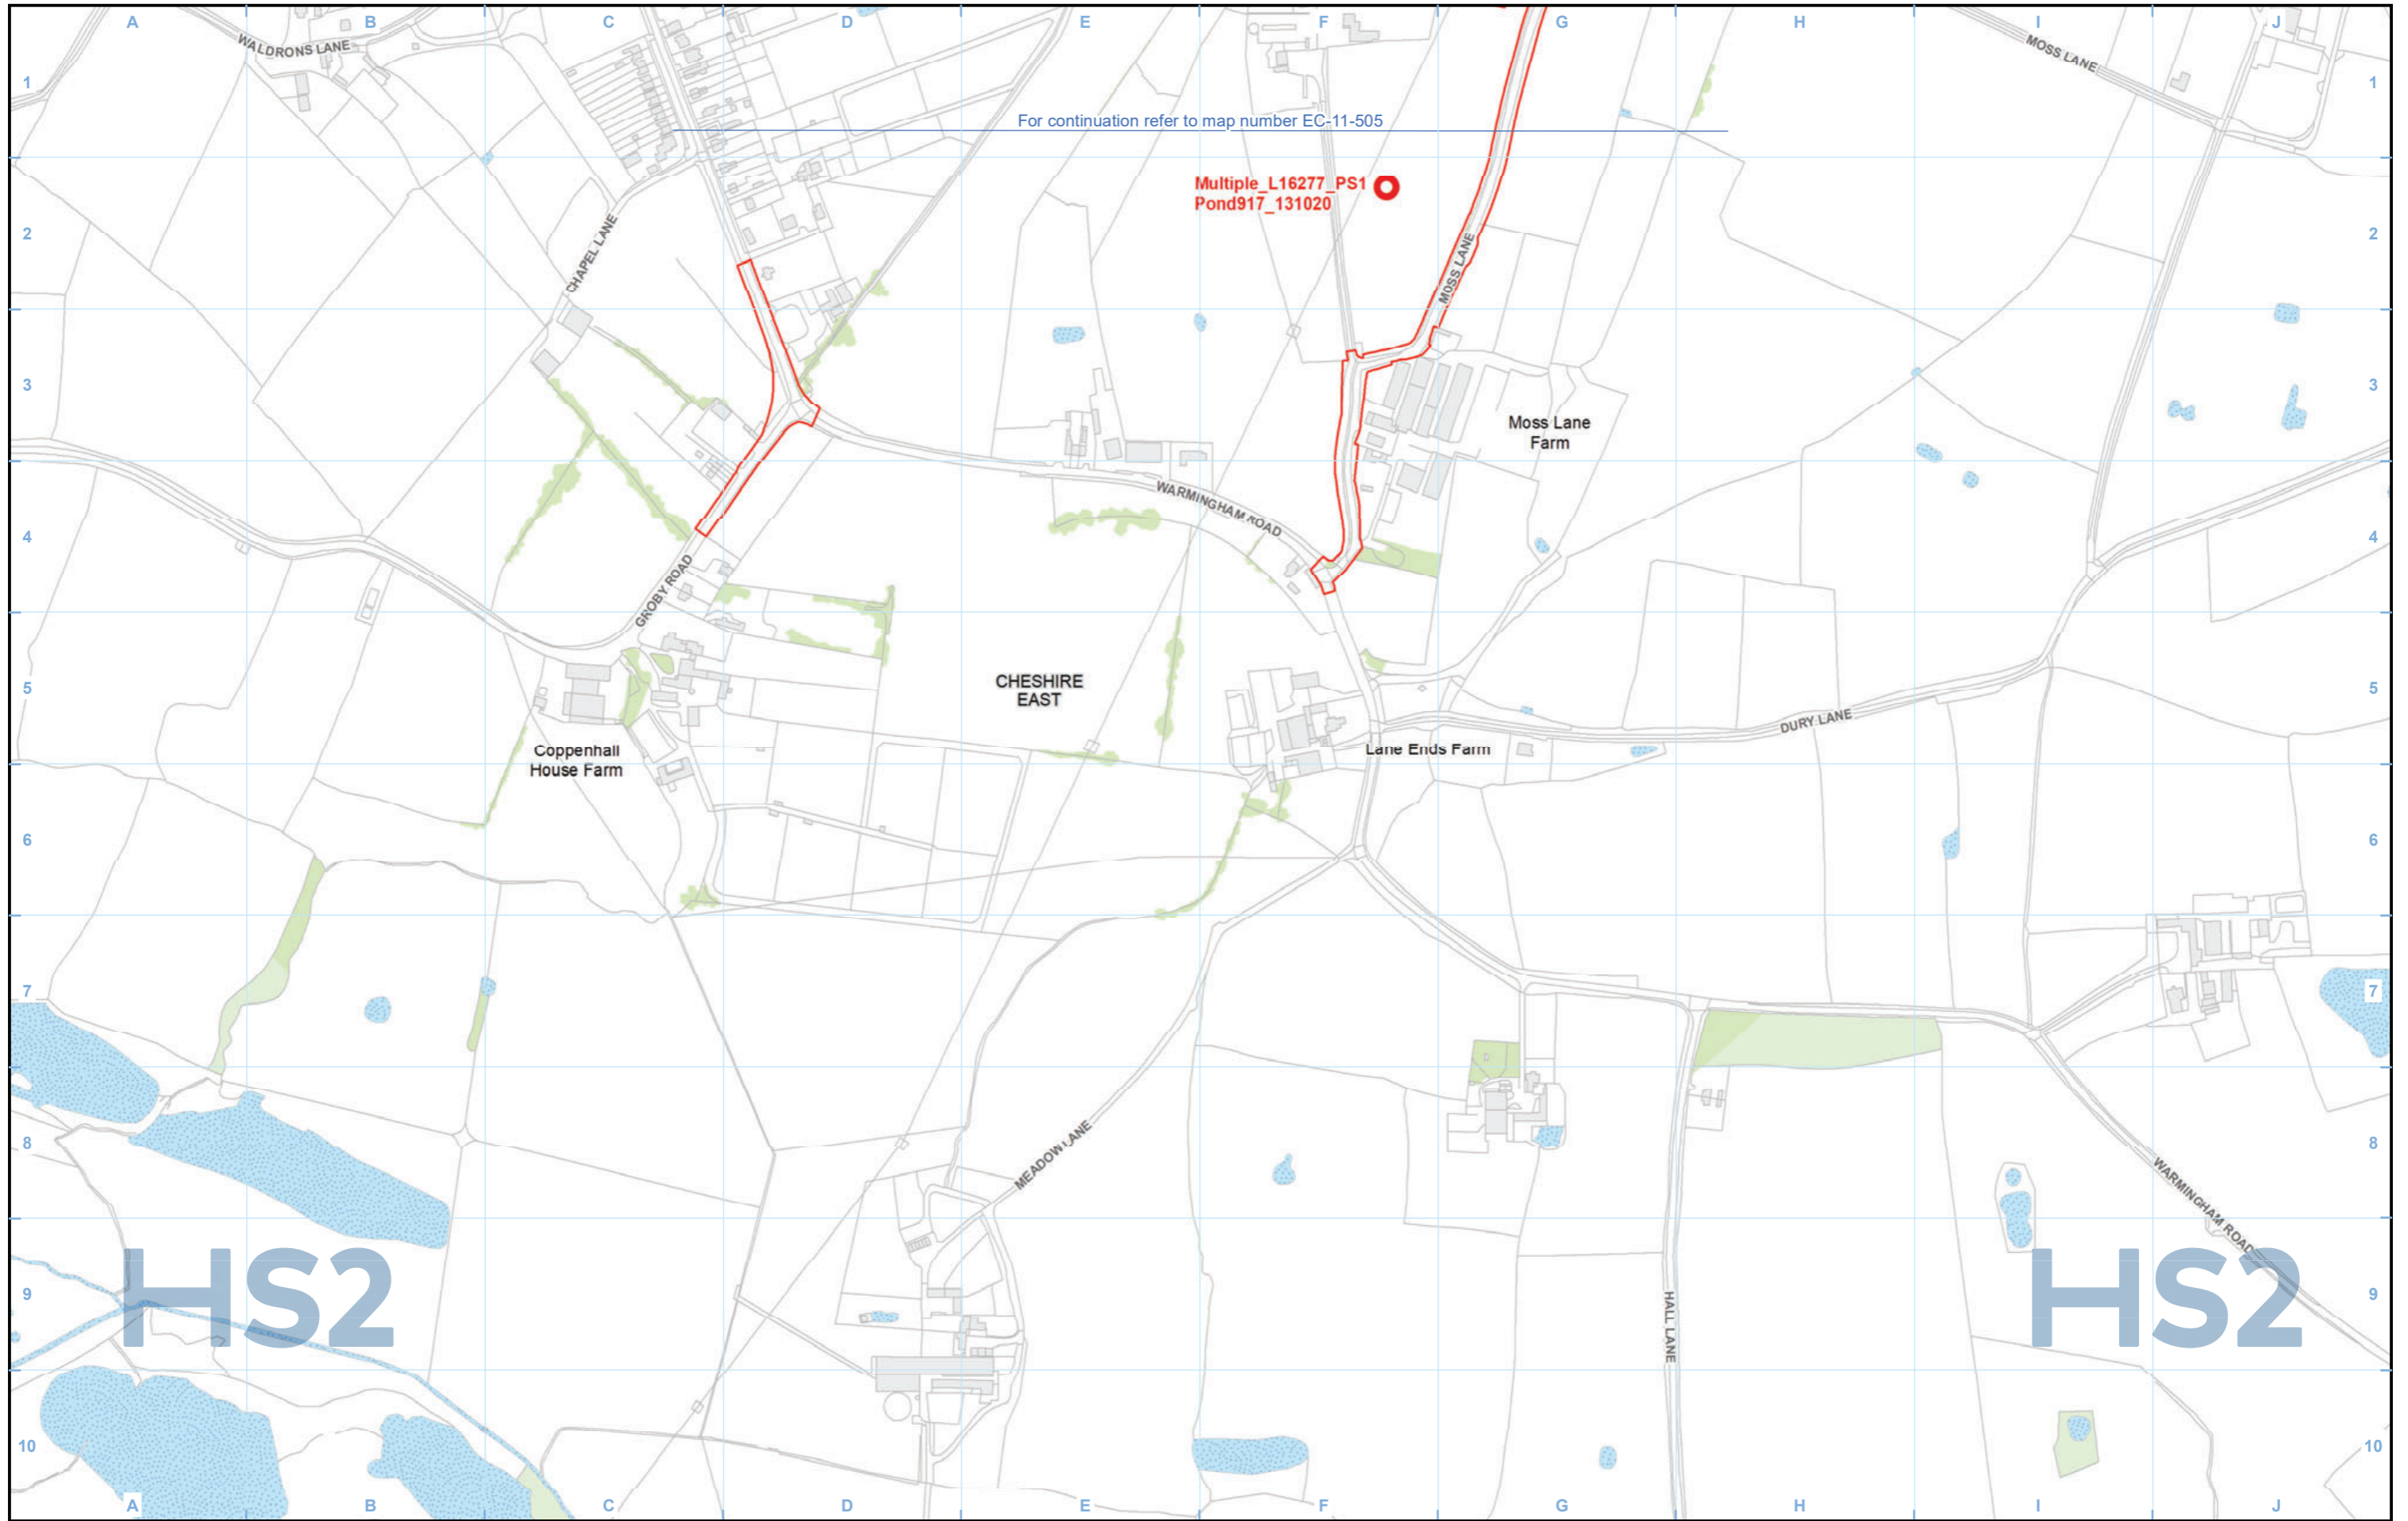 A B C D E F G H I J
WALDRONS LANE
MOSS LANE
1 1
For continuation refer to map number EC-11-505
Multiple_L16277_PS1
Pond917_131020
2 2
CHAPEL LANE
MOSS LANE
3 3
Moss Lane
Farm
WARMINGHAM ROAD
4 4
GROBY ROAD
CHESHIRE
EAST
5 5
DURY LANE
Coppenhall
House Farm
Lane Ends Farm
6 6
7 7
8 8
MEADOW LANE
WARMINGHAM ROAD
HS2 HS2
9 9
HALL LANE
10 10
A B C D E F G H I J